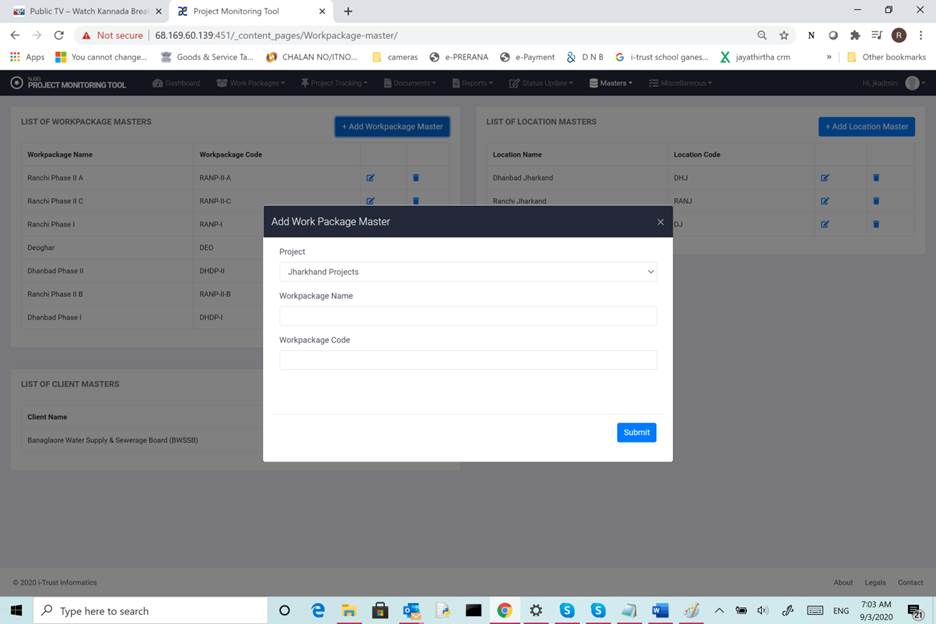 Public TV – Watch Kannada Brea
Project Monitoring Tool
Not secure
68.169.60.139:451/_content_pages/Workpackage-master/
N
R
Apps
You cannot change...
Goods & Service Ta...
CHALAN NO/ITNO...
cameras
e-PRERANA
e-Payment
D N B
i-trust school ganes...
jayathirtha crm
»
Other bookmarks
PROJECT MONITORING TOOL
Dashboard
Work Packages
Project Tracking
Documents
Reports
Status Update
Masters
Miscellaneous
Hi, jkadmin
LIST OF WORKPACKAGE MASTERS
+ Add Workpackage Master
Workpackage Name Workpackage Code
Ranchi Phase II A RANP-II-A
Ranchi Phase II C RANP-II-C
Ranchi Phase I RANP-I
Deoghar DEO
Dhanbad Phase II DHDP-II
Ranchi Phase II B RANP-II-B
Dhanbad Phase I DHDP-I
LIST OF LOCATION MASTERS
+ Add Location Master
Location Name Location Code
Dhanbad Jharkand DHJ
Ranchi Jharkand RANJ
DJ
Add Work Package Master
Project
Jharkhand Projects
Workpackage Name
Workpackage Code
Submit
LIST OF CLIENT MASTERS
Client Name
Banaglaore Water Supply & Sewerage Board (BWSSB)
© 2020 i-Trust Informatics
About Legals Contact
Type here to search
ENG
7:03 AM
9/3/2020
21